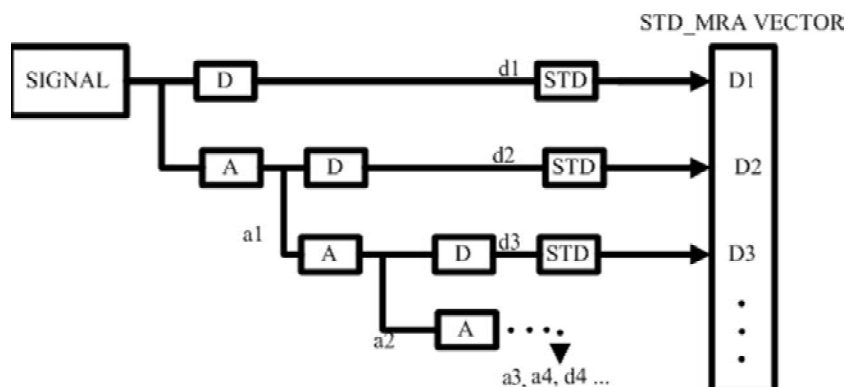 STD_MRA VECTOR
SIGNAL D d1 STD D1
A D d2 STD D2
a1 A D d3 STD D3
a2 A
a3, a4, d4 ...